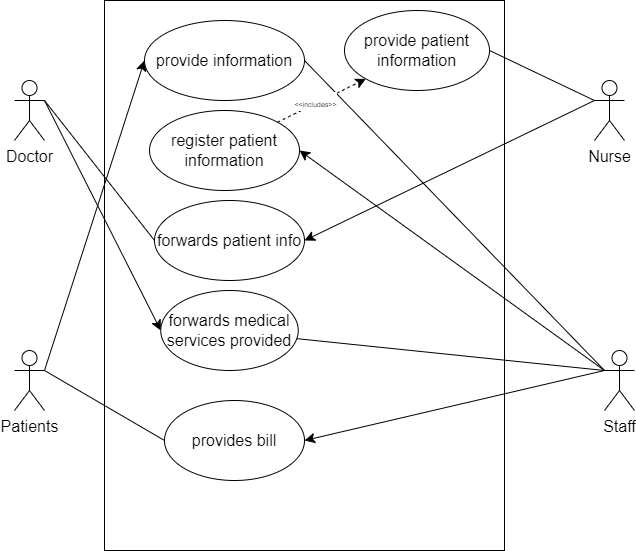 provide information
provide patient
information
<<includes>>
register patient
information
Doctor
Nurse
forwards patient info
forwards medical
services provided
Patients
Staff
provides bill